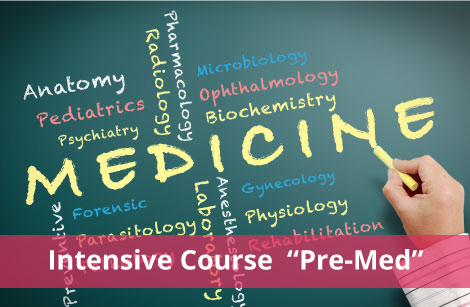 Pharmacology
Radiology
Microbiology
Anatomy
Ophthalmology
Pediatrics
Biochemistry
Psychiatry
MEDICINE
Gynecology
Forensic
Physiology
Parasitology
Laboratory
Anesthesiology
Preventive
Rehabilitation
Intensive Course “Pre-Med”